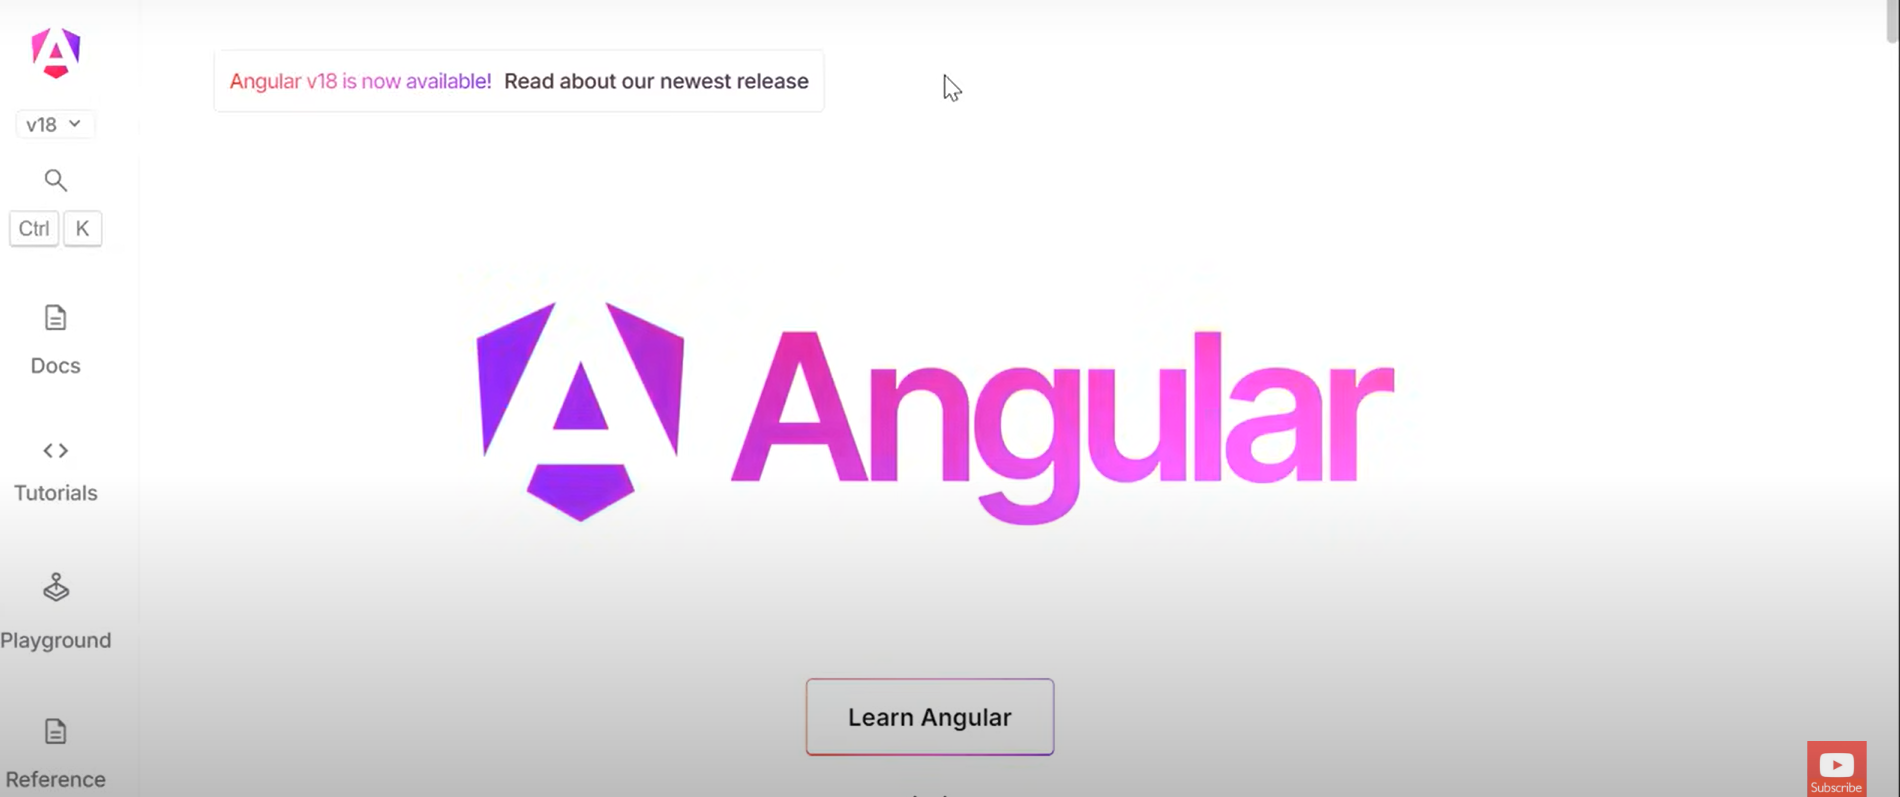 v18
Ctrl K
Docs
Tutorials
Playground
Reference
Angular v18 is now available! Read about our newest release
Angular
Learn Angular
Subscribe